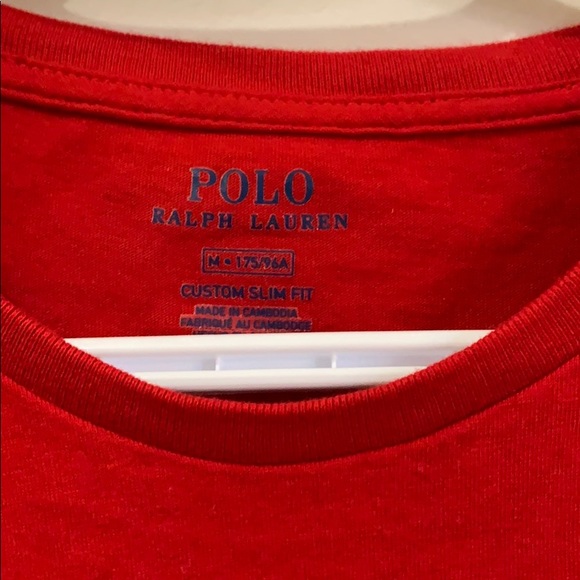 POLO
RALPH LAUREN
M • 175/96A
CUSTOM SLIM FIT
MADE IN CAMBODIA
FABRIQUÉ AU CAMBODGE